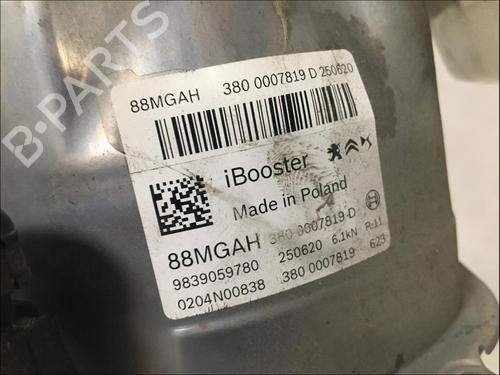 B-PARTS
88MGAH 380 0007819 D 250620
iBooster
Made in Poland
88MGAH 380 0007819 D
9839059780 250620 6.1kN R:11
0204N00838 380 0007819 623